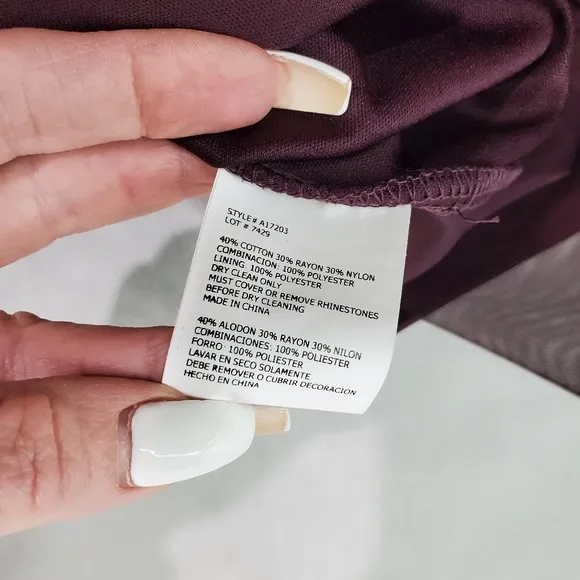 STYLE# A17203
LOT # 7429
40% COTTON 30% RAYON 30% NYLON
COMBINACION: 100% POLYESTER
LINING: 100% POLYESTER
DRY CLEAN ONLY
MUST COVER OR REMOVE RHINESTONES
BEFORE DRY CLEANING
MADE IN CHINA
40% ALODON 30% RAYON 30% NILON
COMBINACIONES: 100% POLIESTER
FORRO: 100% POLIESTER
LAVAR EN SECO SOLAMENTE
DEBE REMOVER O CUBRIR DECORACION
HECHO EN CHINA